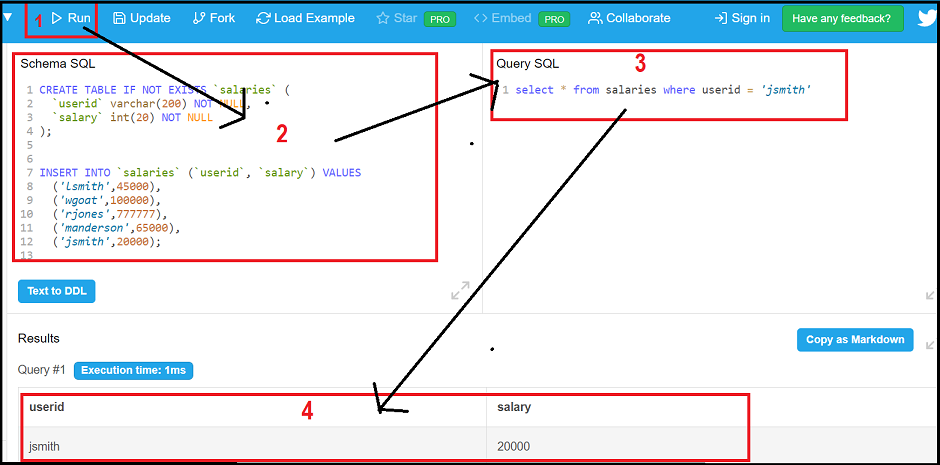 1 Run Update Fork Load Example Star PRO Embed PRO Collaborate Sign in Have any feedback?
Schema SQL
1 CREATE TABLE IF NOT EXISTS `salaries` (
2 `userid` varchar(200) NOT NULL,
3 `salary` int(20) NOT NULL
4 );
5
6
7 INSERT INTO `salaries` (`userid`, `salary`) VALUES
8 ('Lsmith',45000),
9 ('wgoat',100000),
10 ('rjones',777777),
11 ('manderson',65000),
12 ('jsmith',20000);
13
2
Text to DDL
Query SQL
3
1 select * from salaries where userid = 'jsmith'
Results
Copy as Markdown
Query #1 Execution time: 1ms
userid 4 salary
jsmith 20000